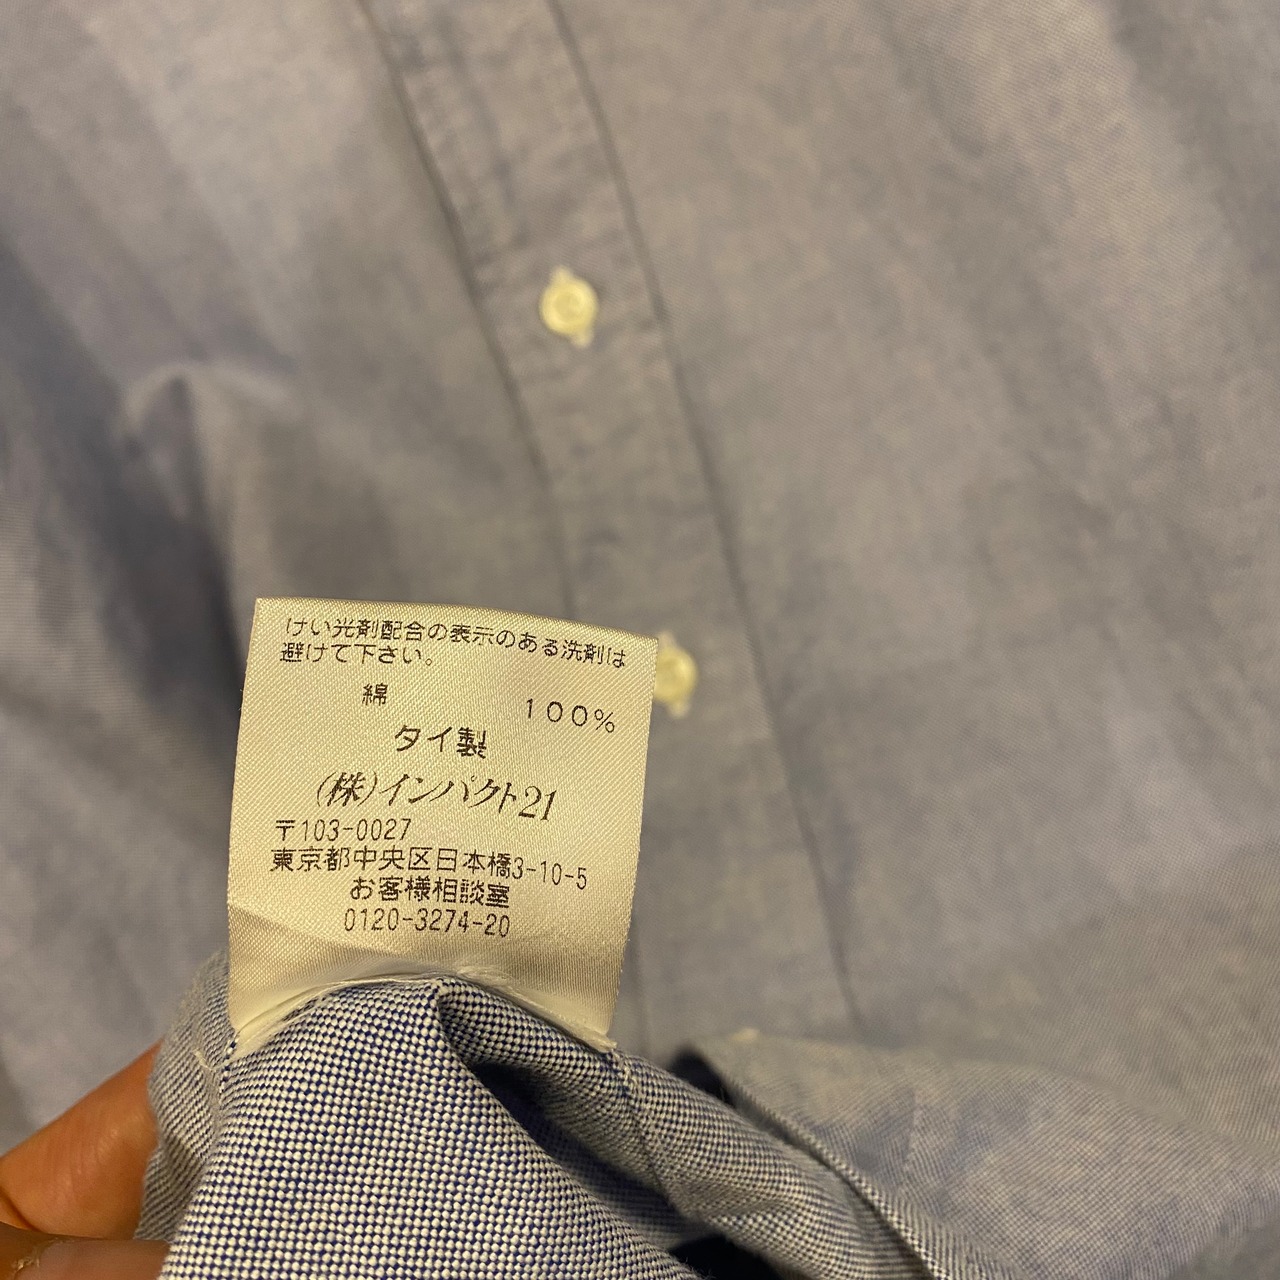 けい光剤配合の表示のある洗剤は
避けて下さい。
綿 100%
タイ製
(株)インパクト21
〒103-0027
東京都中央区日本橋3-10-5
お客様相談室
0120-3274-20